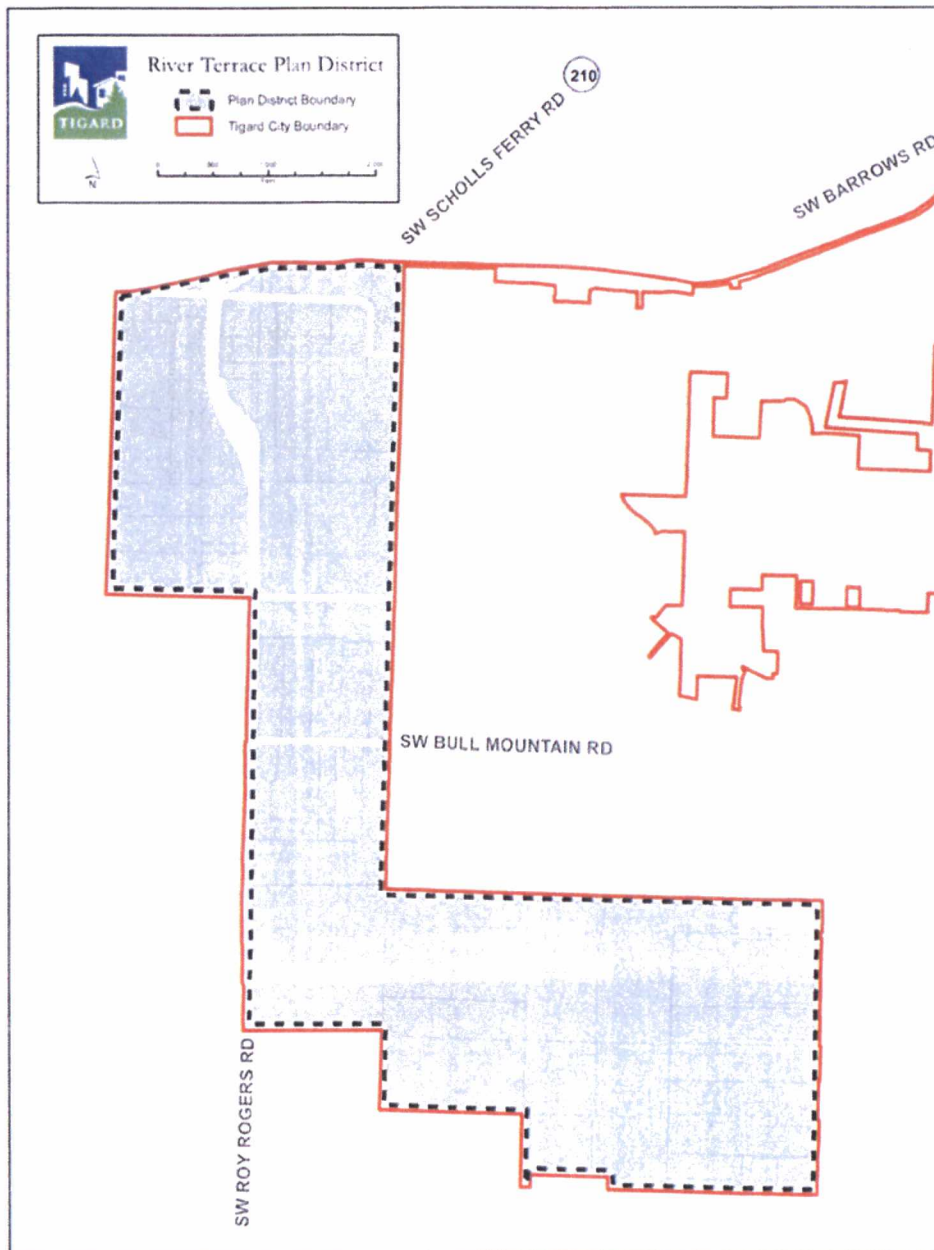 River Terrace Plan District
Plan District Boundary
Tigard City Boundary
TIGARD
N
0
210
SW SCHOLLS FERRY RD
SW BARROWS RD
SW BULL MOUNTAIN RD
SW ROY ROGERS RD